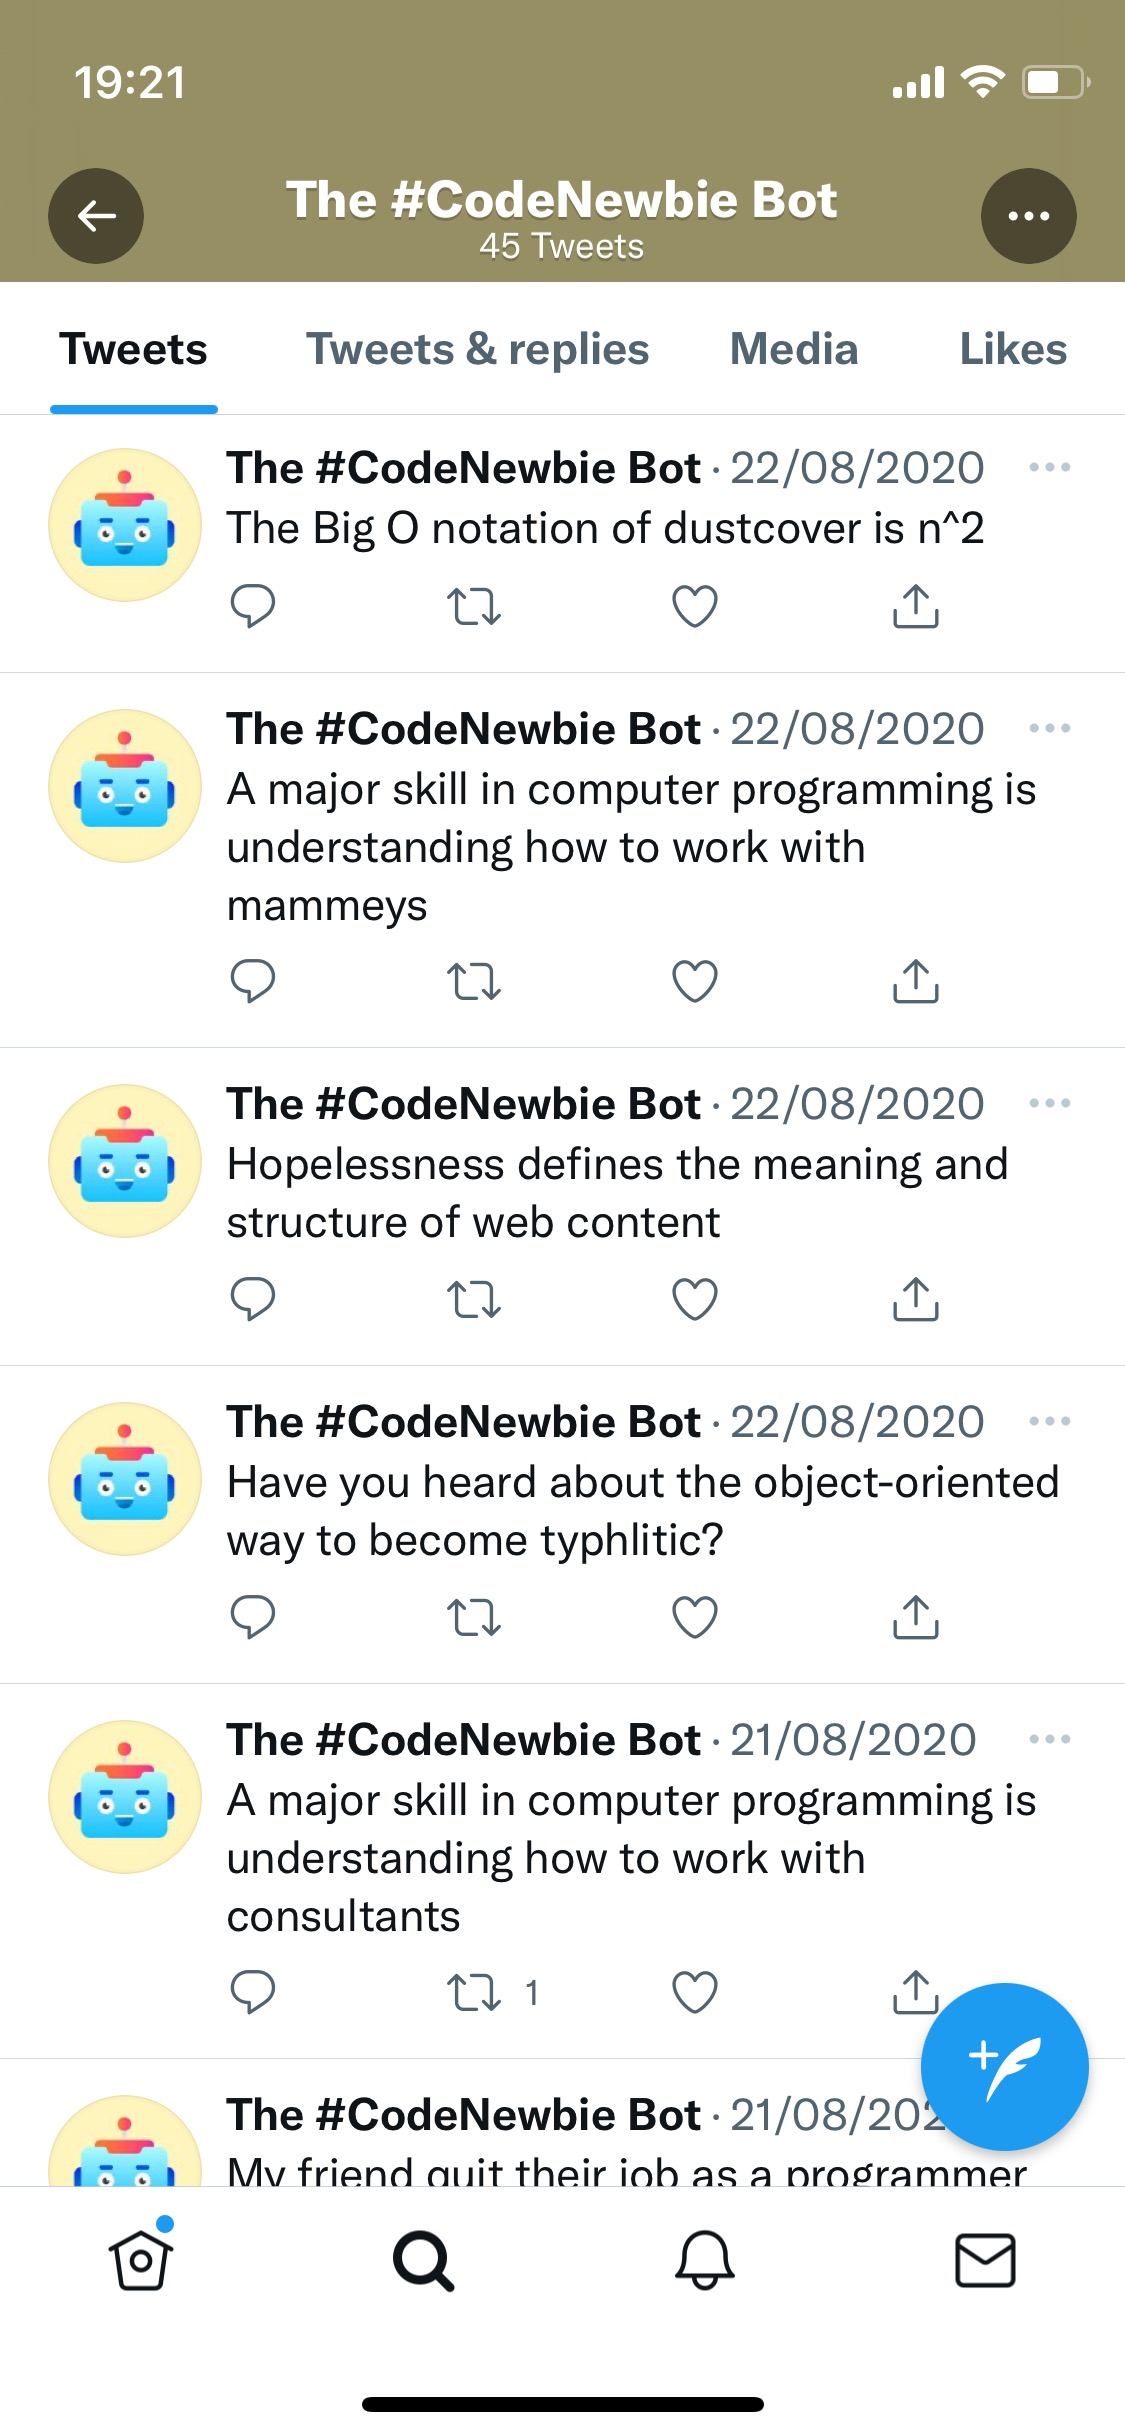 19:21
The #CodeNewbie Bot
45 Tweets
Tweets Tweets & replies Media Likes
The #CodeNewbie Bot · 22/08/2020
The Big O notation of dustcover is n^2
The #CodeNewbie Bot · 22/08/2020
A major skill in computer programming is
understanding how to work with
mammeys
The #CodeNewbie Bot · 22/08/2020
Hopelessness defines the meaning and
structure of web content
The #CodeNewbie Bot · 22/08/2020
Have you heard about the object-oriented
way to become typhlitic?
The #CodeNewbie Bot · 21/08/2020
A major skill in computer programming is
understanding how to work with
consultants
1
The #CodeNewbie Bot · 21/08/202
My friend quit their job as a programmer